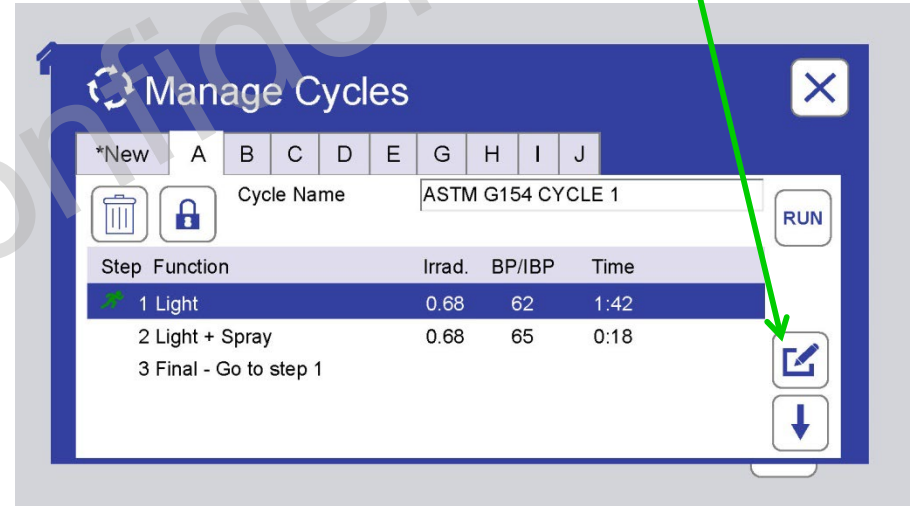 Manage Cycles
*New A B C D E G H I J
Cycle Name ASTM G154 CYCLE 1
RUN
Step Function Irrad. BP/IBP Time
1 Light 0.68 62 1:42
2 Light + Spray 0.68 65 0:18
3 Final - Go to step 1